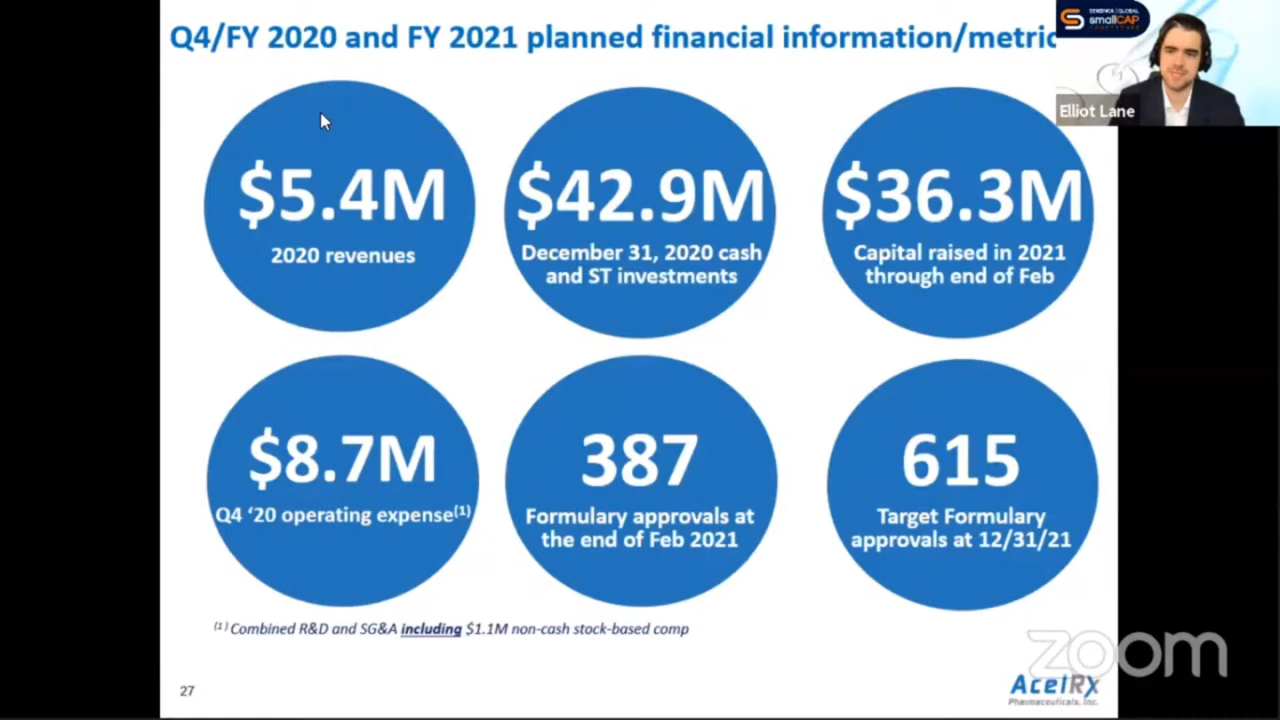 Q4/FY 2020 and FY 2021 planned financial information/metric
smallCAP
Elliot Lane
$5.4M
2020 revenues
$42.9M
December 31, 2020 cash
and ST investments
$36.3M
Capital raised in 2021
through end of Feb
$8.7M
Q4 ‘20 operating expense(1)
387
Formulary approvals at
the end of Feb 2021
615
Target Formulary
approvals at 12/31/21
(1) Combined R&D and SG&A including $1.1M non-cash stock-based comp
zoom
27
AcelRx
Pharmaceuticals, Inc.